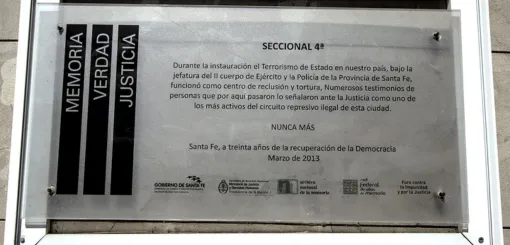 MEMORIA
VERDAD
JUSTICIA
SECCIONAL 4ª
Durante la instauración el Terrorismo de Estado en nuestro país, bajo la
jefatura del II cuerpo de Ejército y la Policía de la Provincia de Santa Fe,
funcionó como centro de reclusión y tortura, Numerosos testimonios de
personas que por aqui pasaron lo señalaron ante la Justicia como uno de
los más activos del circuito represivo ilegal de esta ciudad.
NUNCA MÁS
Santa Fe, a treinta años de la recuperación de la Democracia
Marzo de 2013
GOBIERNO DE SANTA FE
archivo
nacional
de la memoria
red
Federal
de la memoria
Foro contra
la Impunidad
y por la Justicia